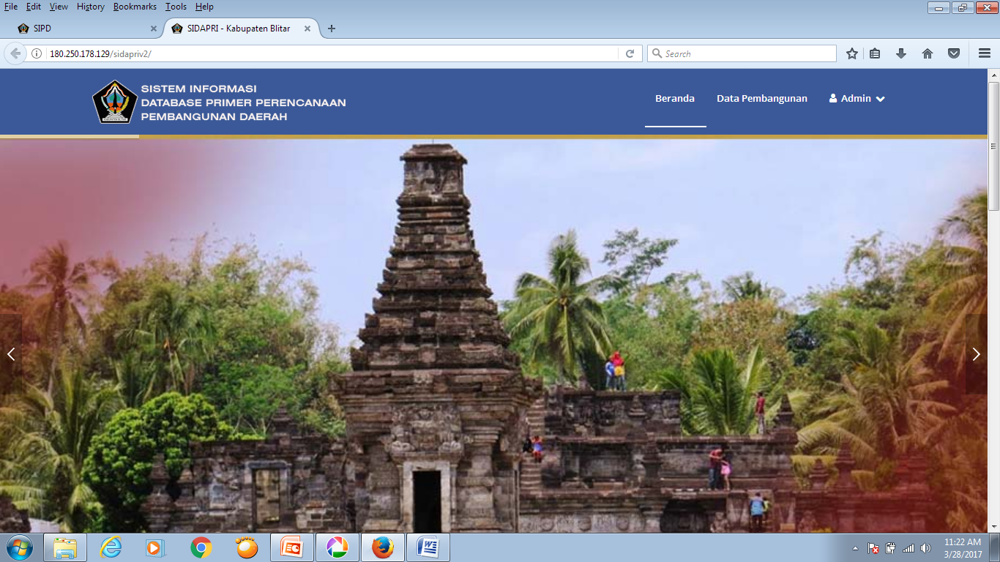 File Edit View History Bookmarks Tools Help
SIPD
SIDAPRI - Kabupaten Blitar
180.250.178.129/sidapriv2/
Search
SISTEM INFORMASI
DATABASE PRIMER PERENCANAAN
PEMBANGUNAN DAERAH
Beranda Data Pembangunan Admin
11:22 AM
3/28/2017